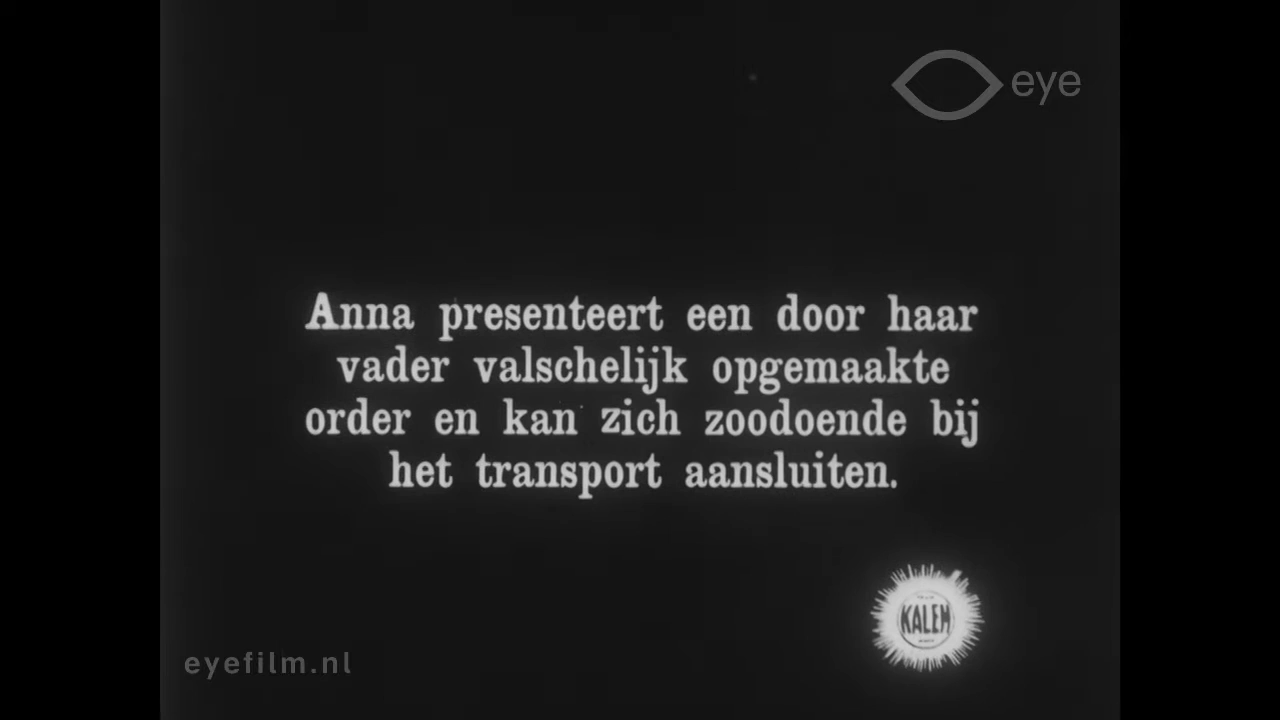 eye
Anna presenteert een door haar
vader valschelijk opgemaakte
order en kan zich zoodoende bij
het transport aansluiten.
KALEM
eyefilm.nl